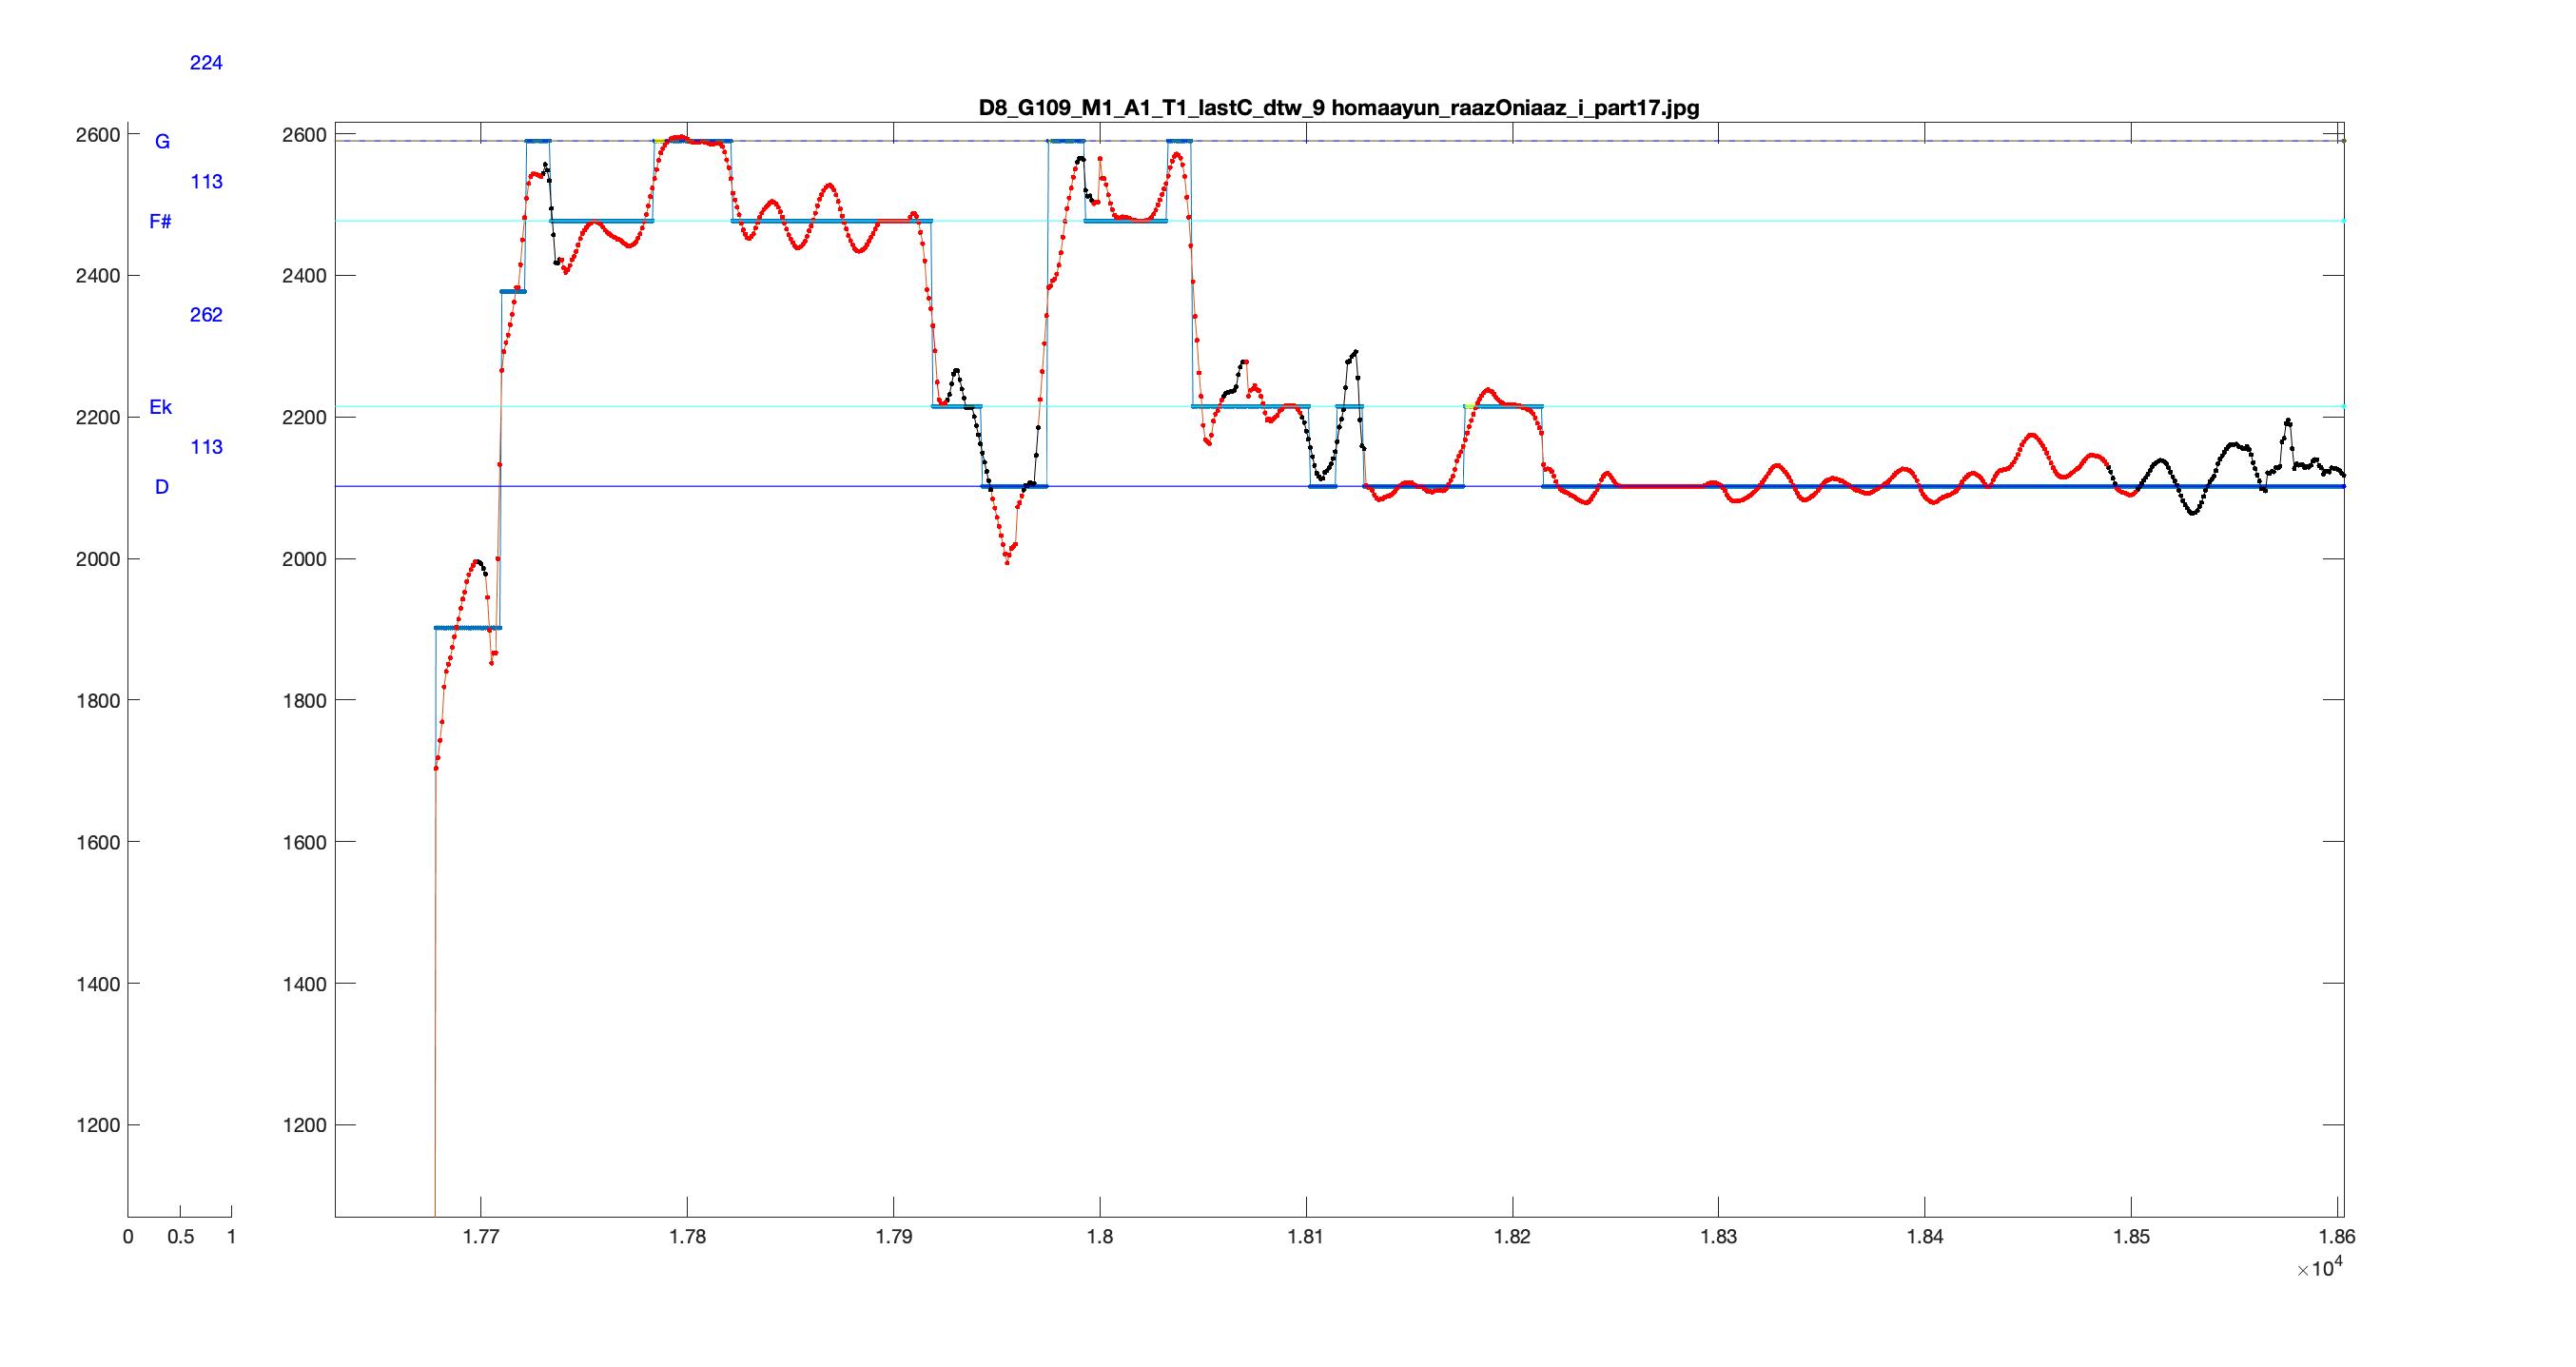 224
D8_G109_M1_A1_T1_lastC_dtw_9 homaayun_raazOniaaz_i_part17.jpg
2600 G 2600
113
F#
2400 2400
262
Ek
2200 2200
113
D
2000 2000
1800 1800
1600 1600
1400 1400
1200 1200
0 0.5 1 1.77 1.78 1.79 1.8 1.81 1.82 1.83 1.84 1.85 1.86
×10⁴